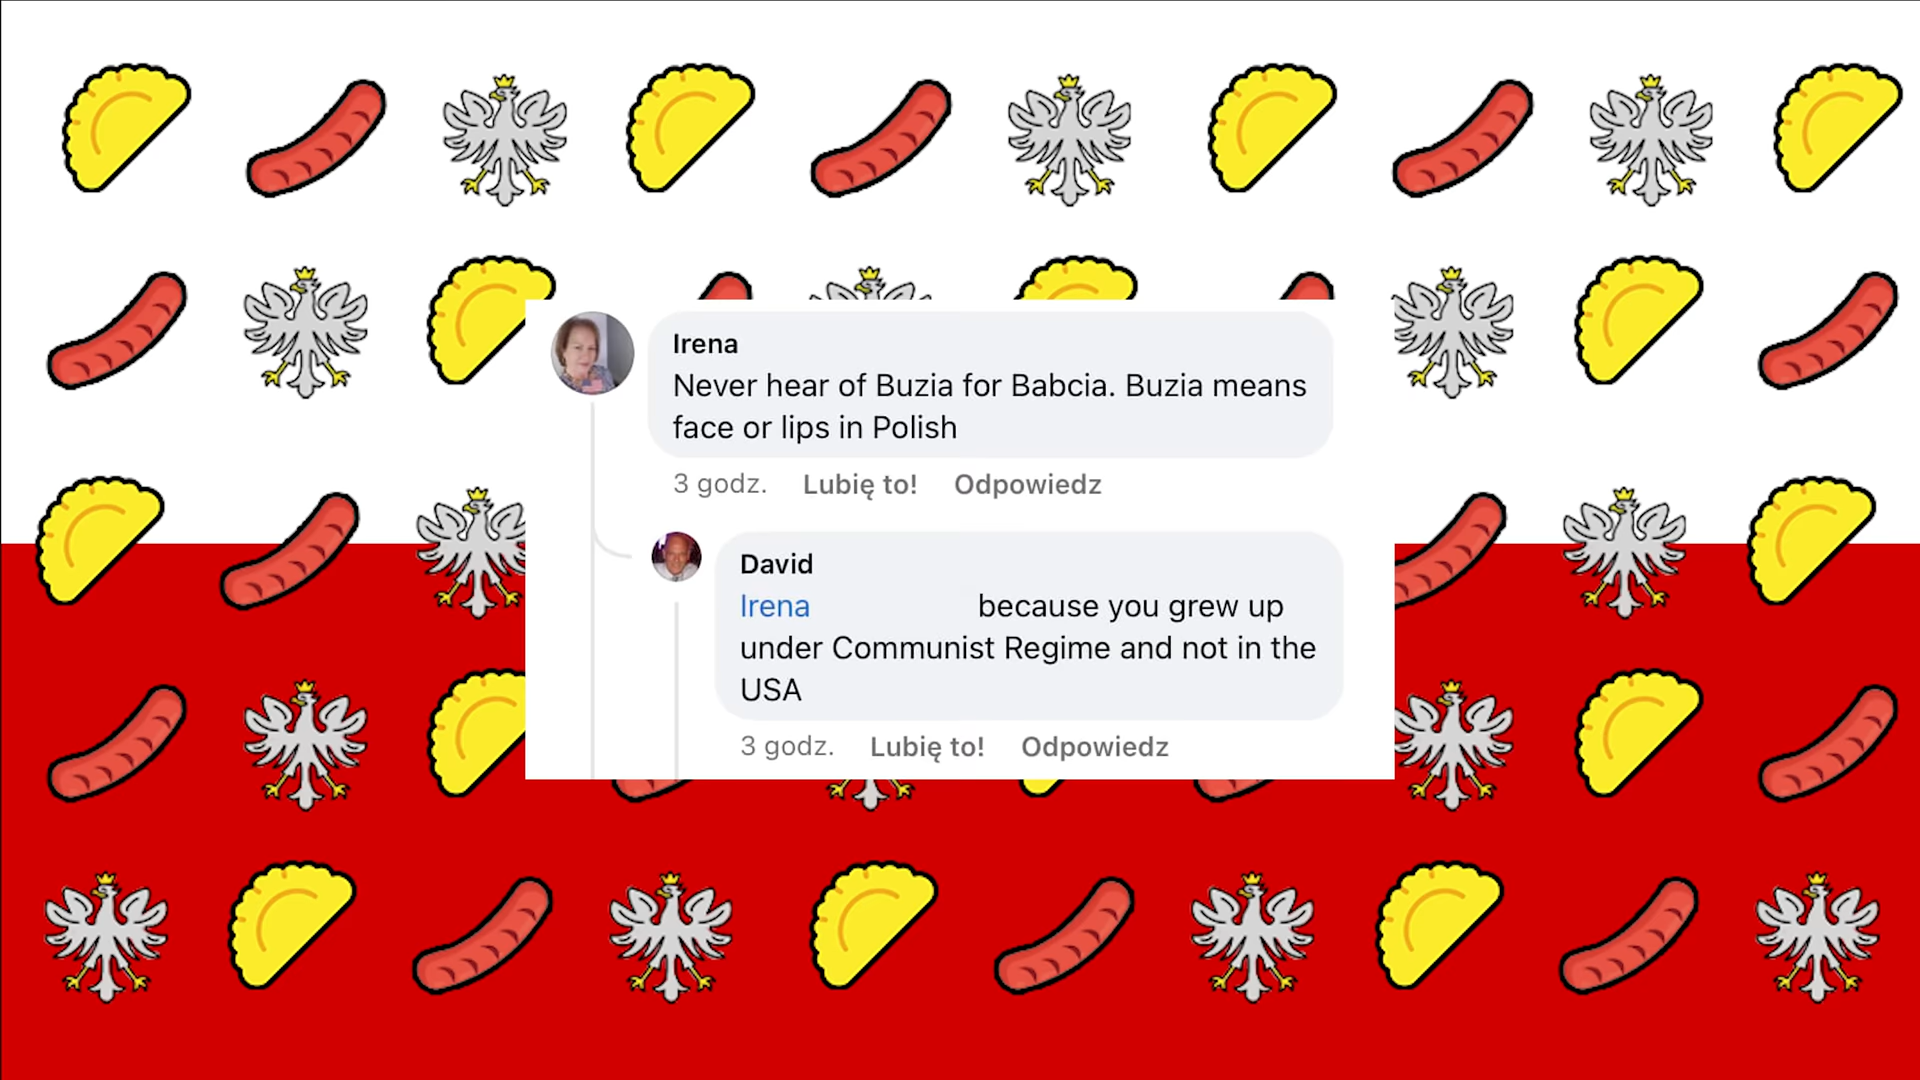 Irena
Never hear of Buzia for Babcia. Buzia means
face or lips in Polish
3 godz. Lubię to! Odpowiedz
David
Irena because you grew up
under Communist Regime and not in the
USA
3 godz. Lubię to! Odpowiedz